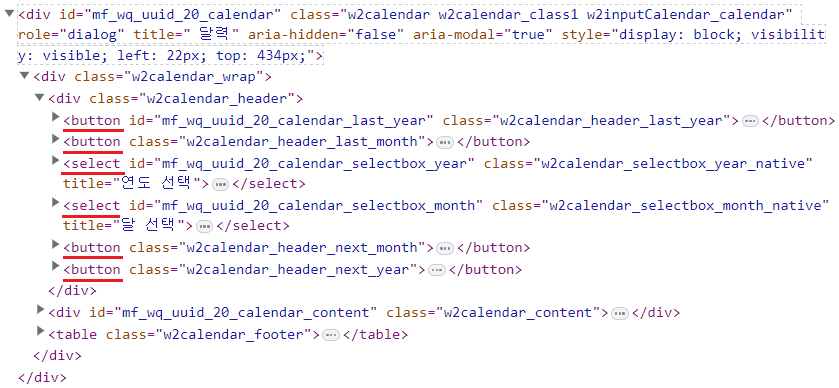 ▼<div id="mf_wq_uuid_20_calendar" class="w2calendar w2calendar_class1 w2inputCalendar_calendar"
role="dialog" title=" 달력" aria-hidden="false" aria-modal="true" style="display: block; visibilit
y: visible; left: 22px; top: 434px;">
▼<div class="w2calendar_wrap">
▼<div class="w2calendar_header">
▶<button id="mf_wq_uuid_20_calendar_last_year" class="w2calendar_header_last_year">…</button>
▶<button class="w2calendar_header_last_month">…</button>
▶<select id="mf_wq_uuid_20_calendar_selectbox_year" class="w2calendar_selectbox_year_native"
title="연도 선택">…</select>
▶<select id="mf_wq_uuid_20_calendar_selectbox_month" class="w2calendar_selectbox_month_native"
title="달 선택">…</select>
▶<button class="w2calendar_header_next_month">…</button>
▶<button class="w2calendar_header_next_year">…</button>
</div>
▶<div id="mf_wq_uuid_20_calendar_content" class="w2calendar_content">…</div>
▶<table class="w2calendar_footer">…</table>
</div>
</div>